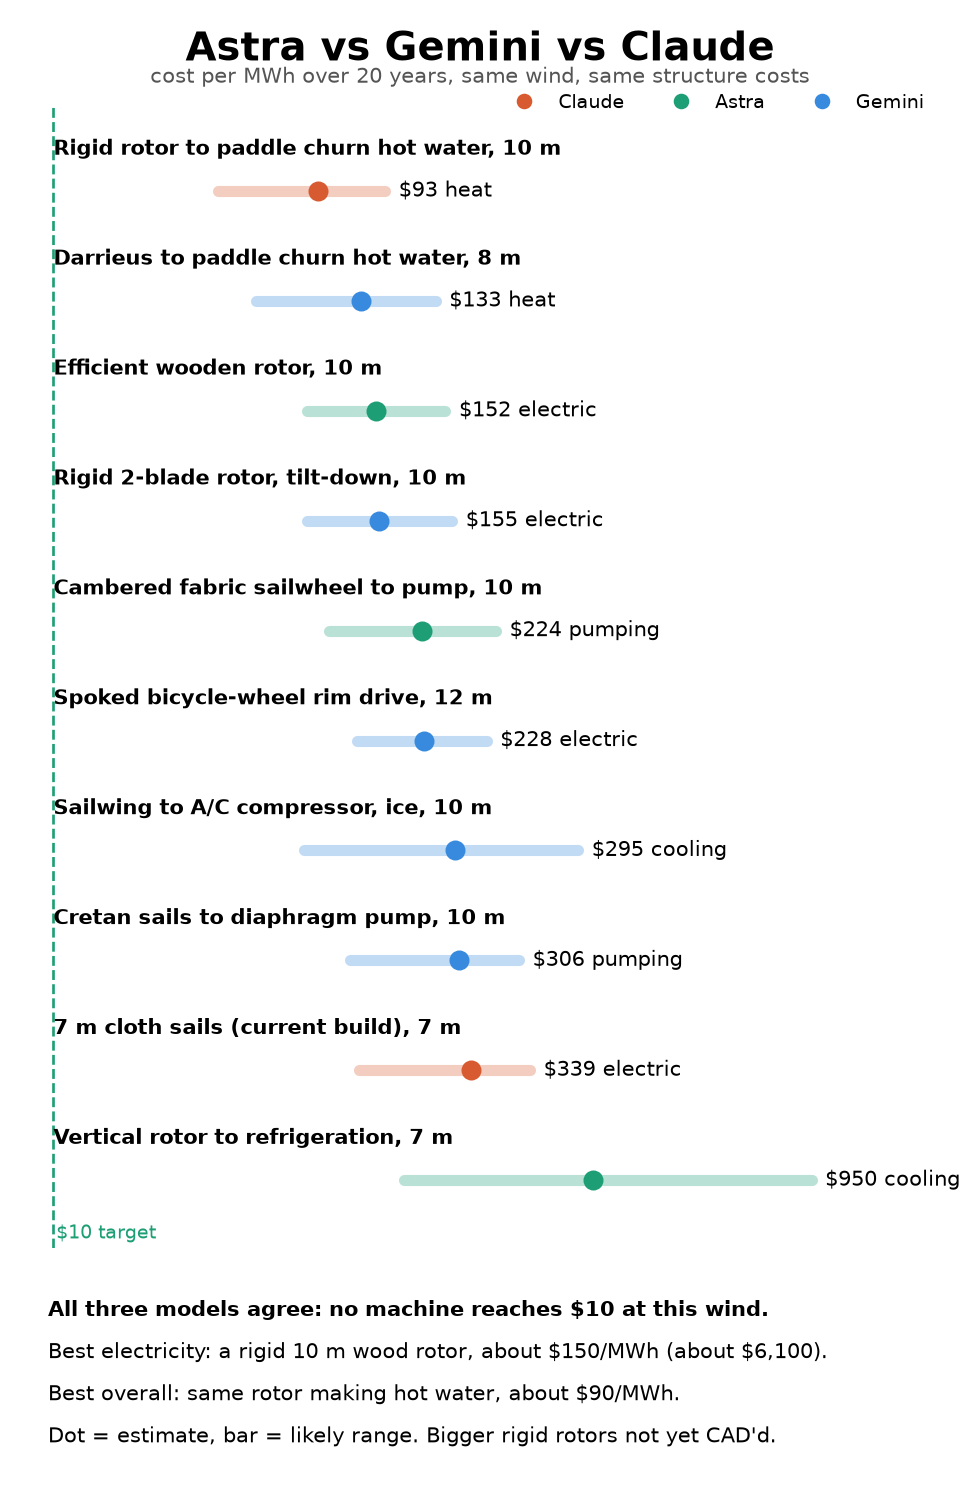 Astra vs Gemini vs Claude
cost per MWh over 20 years, same wind, same structure costs
Claude Astra Gemini
Rigid rotor to paddle churn hot water, 10 m
$93 heat
Darrieus to paddle churn hot water, 8 m
$133 heat
Efficient wooden rotor, 10 m
$152 electric
Rigid 2-blade rotor, tilt-down, 10 m
$155 electric
Cambered fabric sailwheel to pump, 10 m
$224 pumping
Spoked bicycle-wheel rim drive, 12 m
$228 electric
Sailwing to A/C compressor, ice, 10 m
$295 cooling
Cretan sails to diaphragm pump, 10 m
$306 pumping
7 m cloth sails (current build), 7 m
$339 electric
Vertical rotor to refrigeration, 7 m
$950 cooling
$10 target
All three models agree: no machine reaches $10 at this wind.
Best electricity: a rigid 10 m wood rotor, about $150/MWh (about $6,100).
Best overall: same rotor making hot water, about $90/MWh.
Dot = estimate, bar = likely range. Bigger rigid rotors not yet CAD'd.